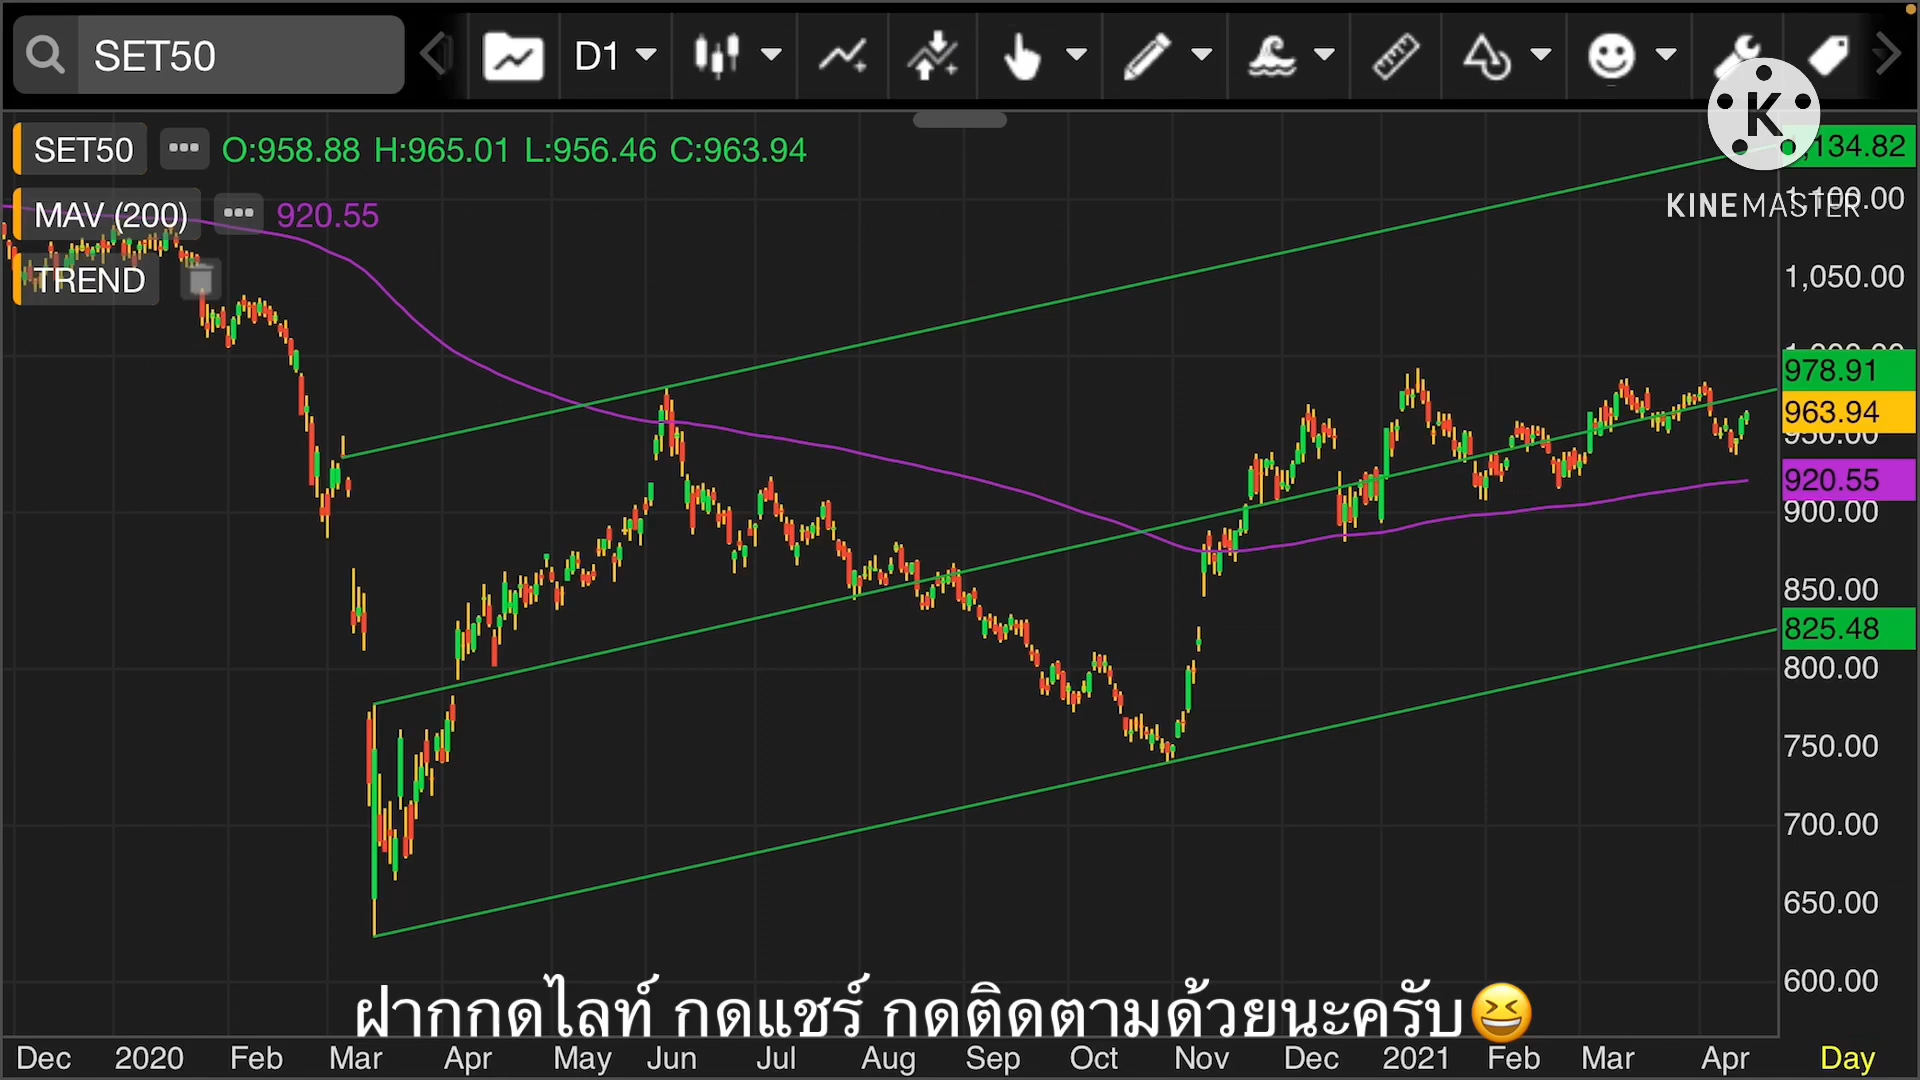 SET50
D1
SET50 O:958.88 H:965.01 L:956.46 C:963.94
MAV (200) 920.55
TREND
K
KINEMASTER
134.82
1,100.00
1,050.00
978.91
963.94
950.00
920.55
900.00
850.00
825.48
800.00
750.00
700.00
650.00
600.00
ฝากกดไลท์ กดแชร์ กดติดตามด้วยนะครับ😆
Dec 2020 Feb Mar Apr May Jun Jul Aug Sep Oct Nov Dec 2021 Feb Mar Apr Day